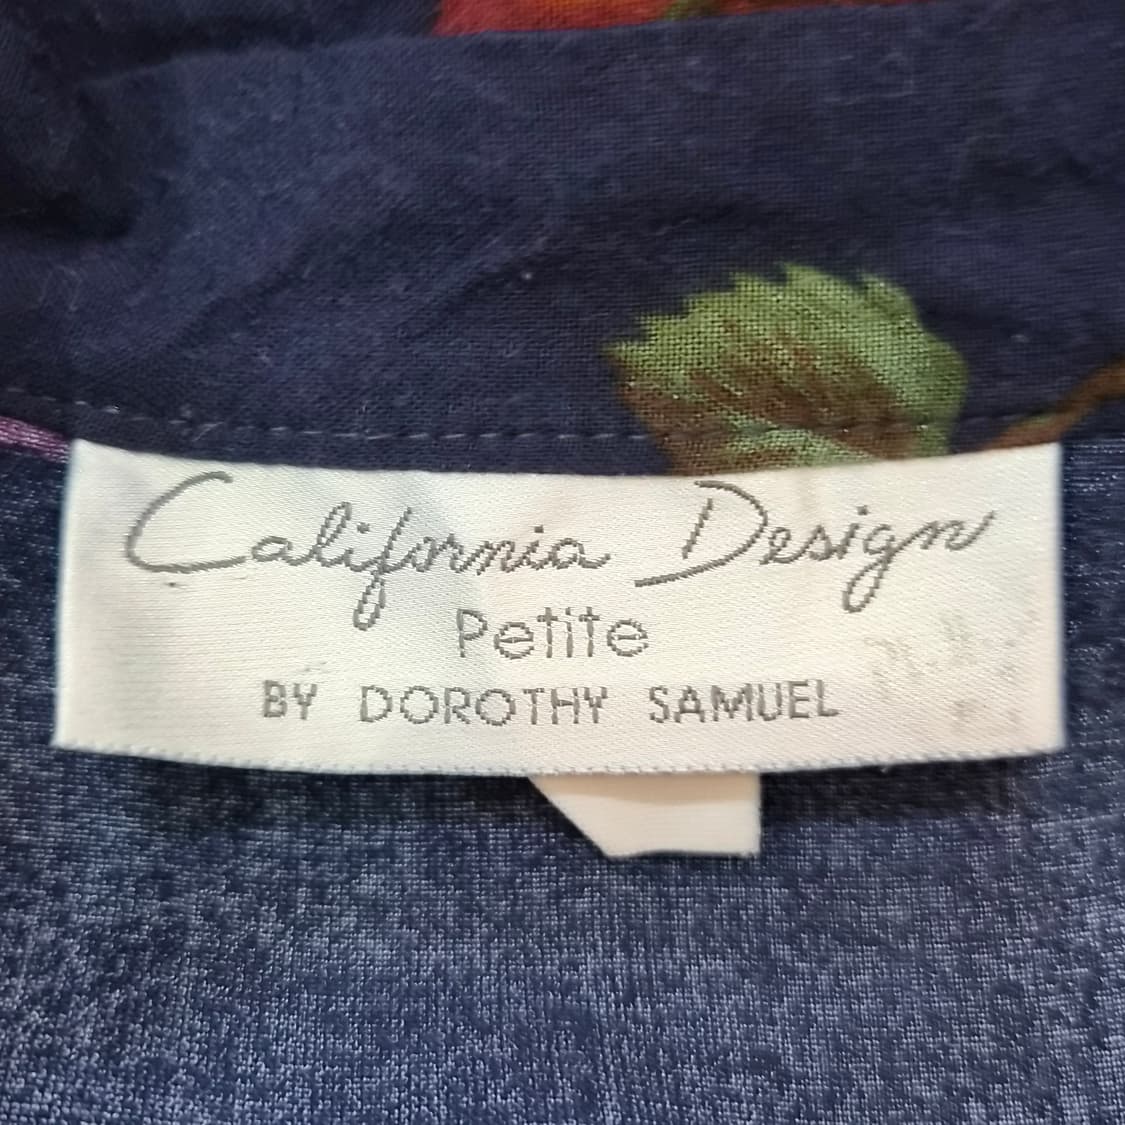 California Design
Petite
BY DOROTHY SAMUEL